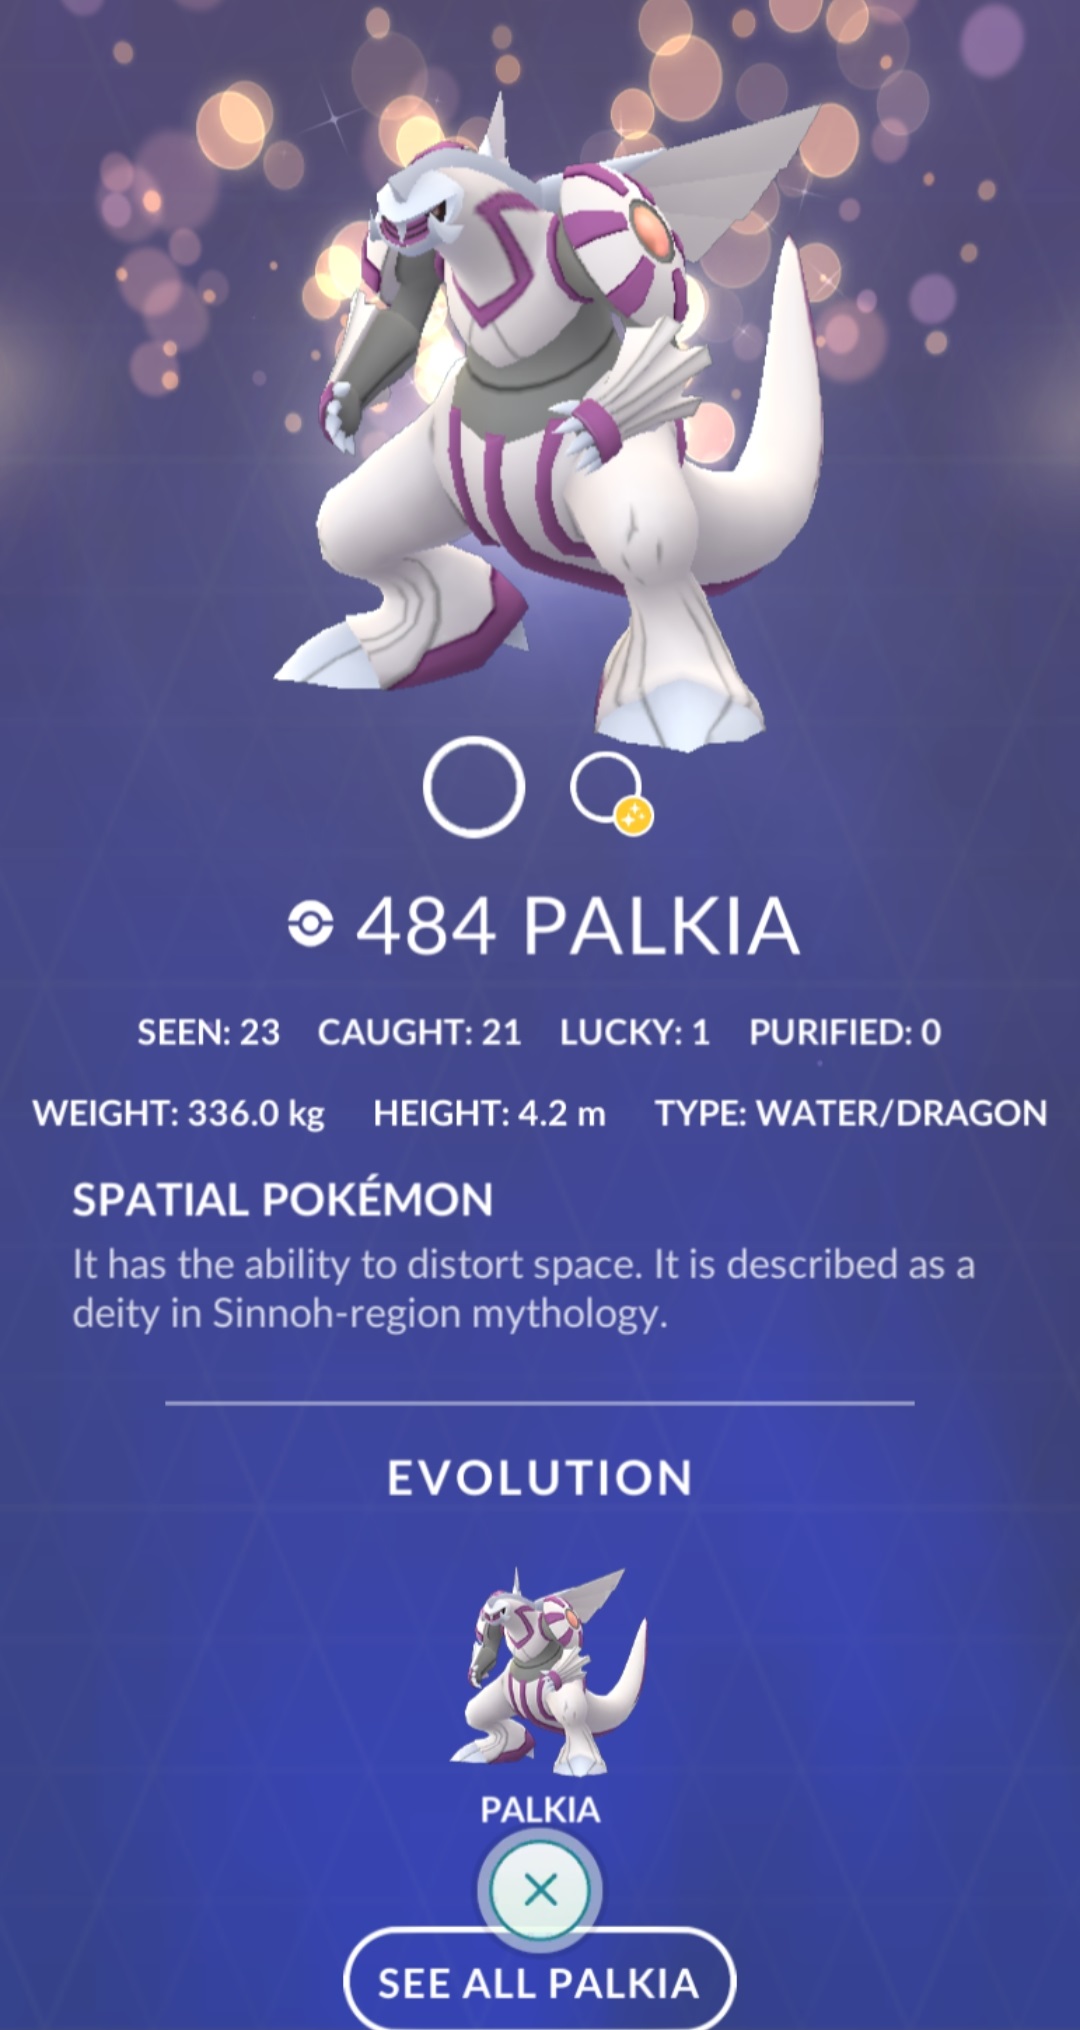 484 PALKIA
SEEN: 23 CAUGHT: 21 LUCKY: 1 PURIFIED: 0
WEIGHT: 336.0 kg HEIGHT: 4.2 m TYPE: WATER/DRAGON
SPATIAL POKÉMON
It has the ability to distort space. It is described as a
deity in Sinnoh-region mythology.
EVOLUTION
PALKIA
SEE ALL PALKIA